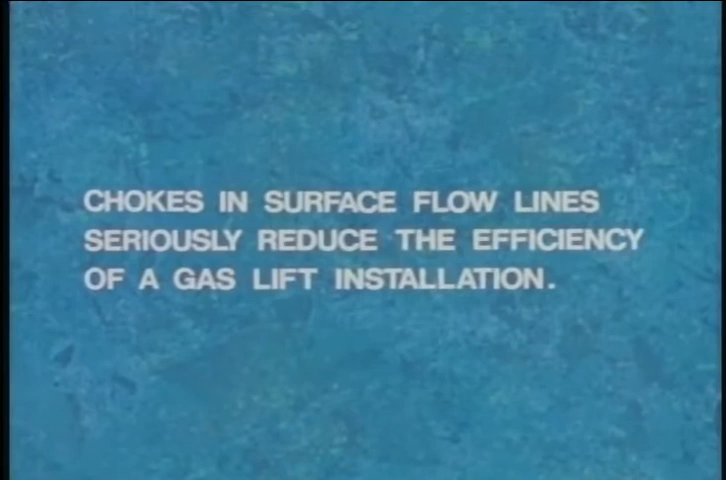 CHOKES IN SURFACE FLOW LINES
SERIOUSLY REDUCE THE EFFICIENCY
OF A GAS LIFT INSTALLATION.